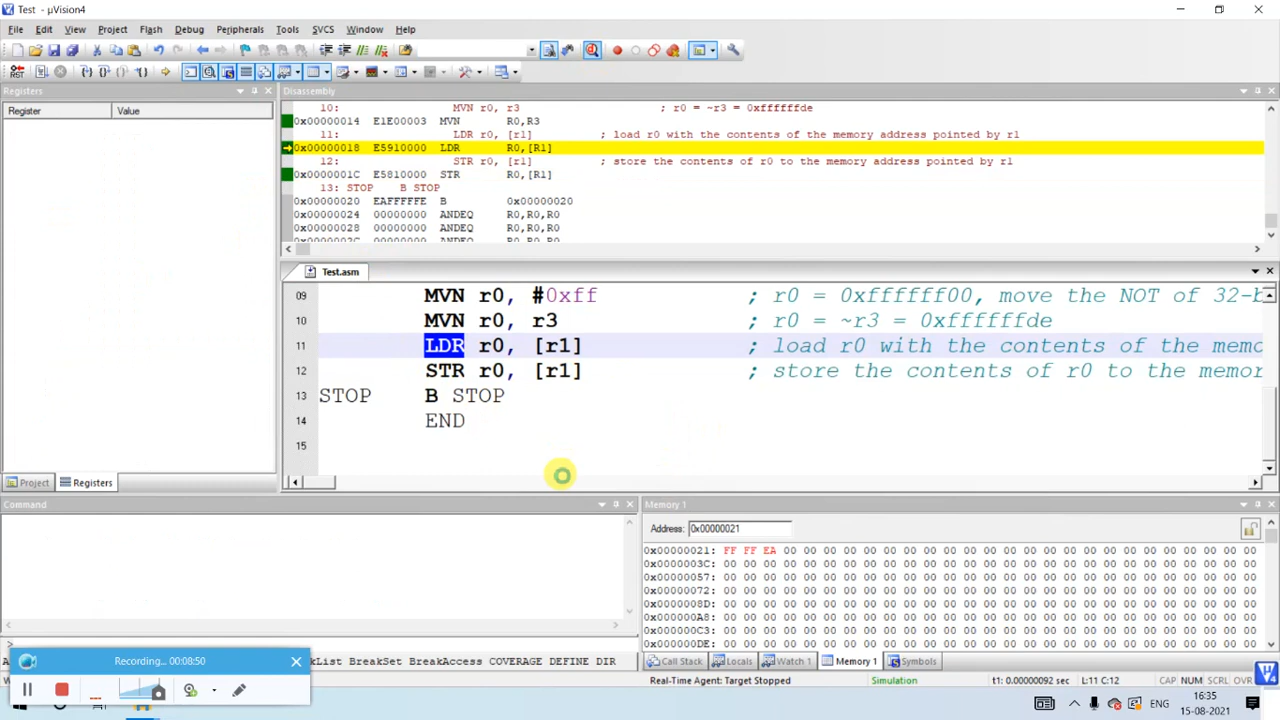 Test - µVision4
File Edit View Project Flash Debug Peripherals Tools SVCS Window Help
Registers
Register Value
Project Registers
Disassembly
10: MVN r0, r3 ; r0 = ~r3 = 0xffffffde
0x00000014 E1E00003 MVN R0,R3
11: LDR r0, [r1] ; load r0 with the contents of the memory address pointed by r1
0x00000018 E5910000 LDR R0,[R1]
12: STR r0, [r1] ; store the contents of r0 to the memory address pointed by r1
0x0000001C E5810000 STR R0,[R1]
13: STOP B STOP
0x00000020 EAFFFFFE B 0x00000020
0x00000024 00000000 ANDEQ R0,R0,R0
0x00000028 00000000 ANDEQ R0,R0,R0
0x0000002C 00000000 ANDEQ R0,R0,R0
Test.asm
09 MVN r0, #0xff ; r0 = 0xffffff00, move the NOT of 32-b
10 MVN r0, r3 ; r0 = ~r3 = 0xffffffde
11 LDR r0, [r1] ; load r0 with the contents of the memo
12 STR r0, [r1] ; store the contents of r0 to the memor
13 STOP B STOP
14 END
15
Command
>
kList BreakSet BreakAccess COVERAGE DEFINE DIR
Recording... 00:08:50
Memory 1
Address: 0x00000021
0x00000021: FF FF EA 00 00 00 00 00 00 00 00 00 00 00 00 00 00 00 00 00 00 00 00 00 00 00 00
0x0000003C: 00 00 00 00 00 00 00 00 00 00 00 00 00 00 00 00 00 00 00 00 00 00 00 00 00 00 00
0x00000057: 00 00 00 00 00 00 00 00 00 00 00 00 00 00 00 00 00 00 00 00 00 00 00 00 00 00 00
0x00000072: 00 00 00 00 00 00 00 00 00 00 00 00 00 00 00 00 00 00 00 00 00 00 00 00 00 00 00
0x0000008D: 00 00 00 00 00 00 00 00 00 00 00 00 00 00 00 00 00 00 00 00 00 00 00 00 00 00 00
0x000000A8: 00 00 00 00 00 00 00 00 00 00 00 00 00 00 00 00 00 00 00 00 00 00 00 00 00 00 00
0x000000C3: 00 00 00 00 00 00 00 00 00 00 00 00 00 00 00 00 00 00 00 00 00 00 00 00 00 00 00
0x000000DE: 00 00 00 00 00 00 00 00 00 00 00 00 00 00 00 00 00 00 00 00 00 00 00 00 00 00 00
Call Stack Locals Watch 1 Memory 1 Symbols
Real-Time Agent: Target Stopped Simulation t1: 0.00000092 sec L:11 C:12 CAP NUM SCRL OVR
ENG 16:35
15-08-2021